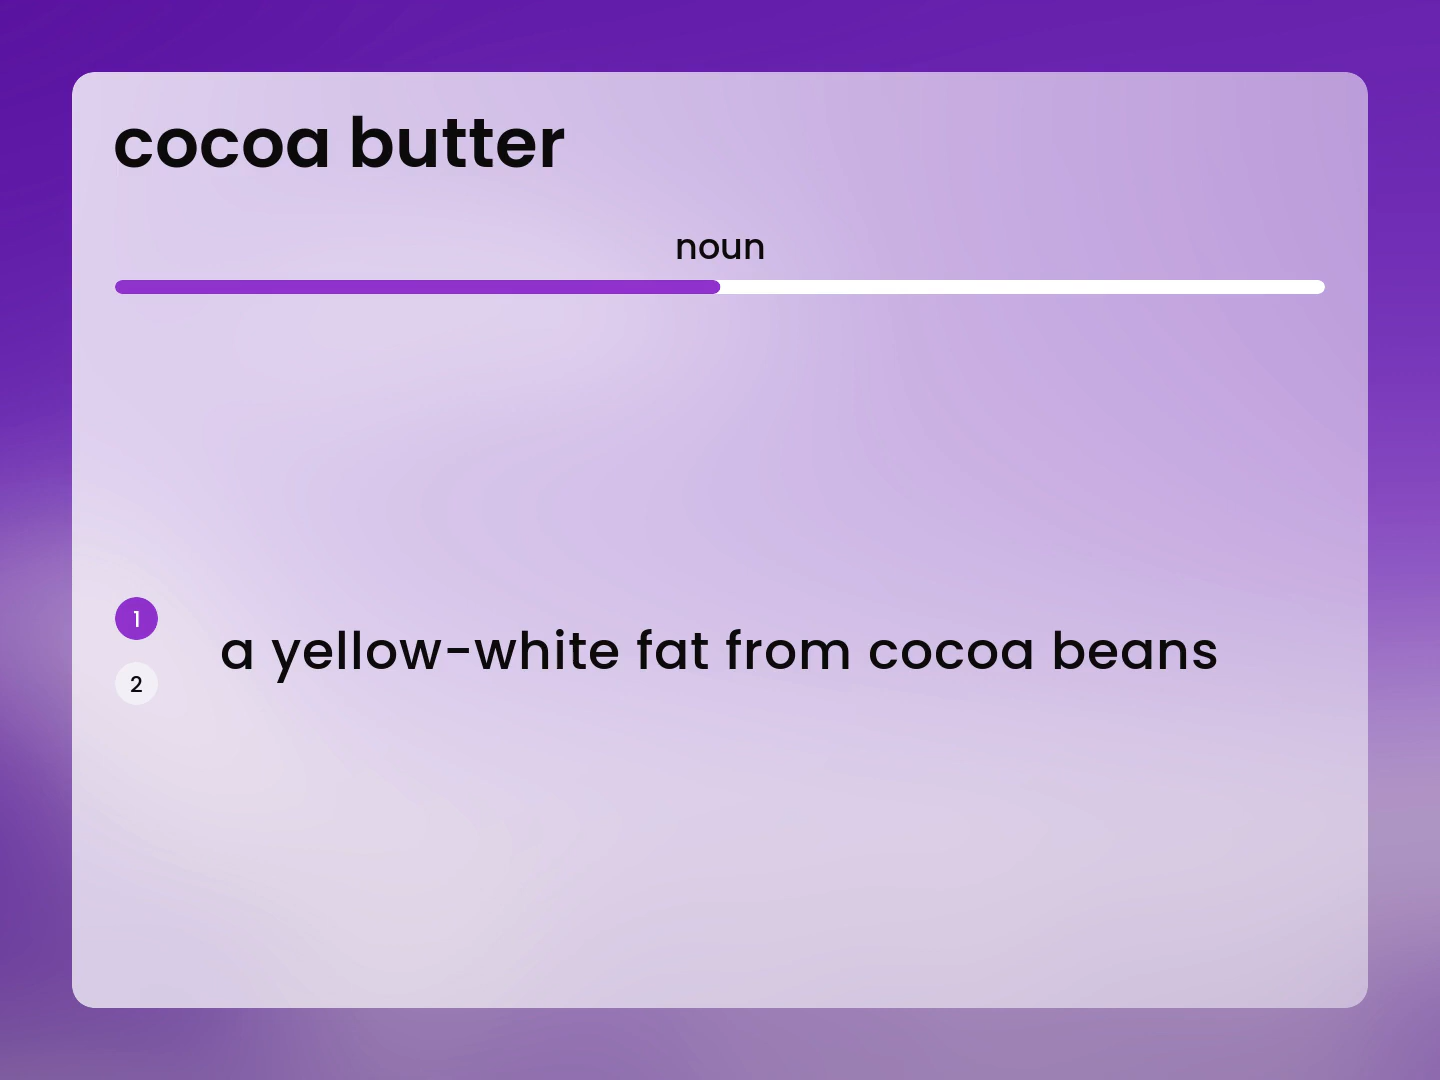 cocoa butter
noun
1
a yellow-white fat from cocoa beans
2